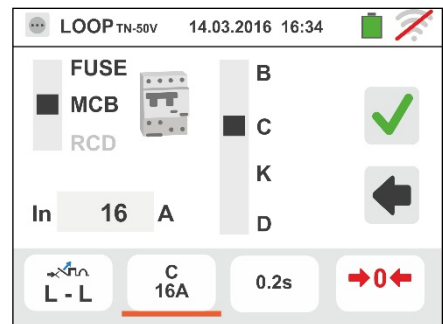 LOOP TN-50V 14.03.2016 16:34
FUSE
MCB
RCD
B
C
K
D
In 16 A
L - L
C
16A
0.2s
0